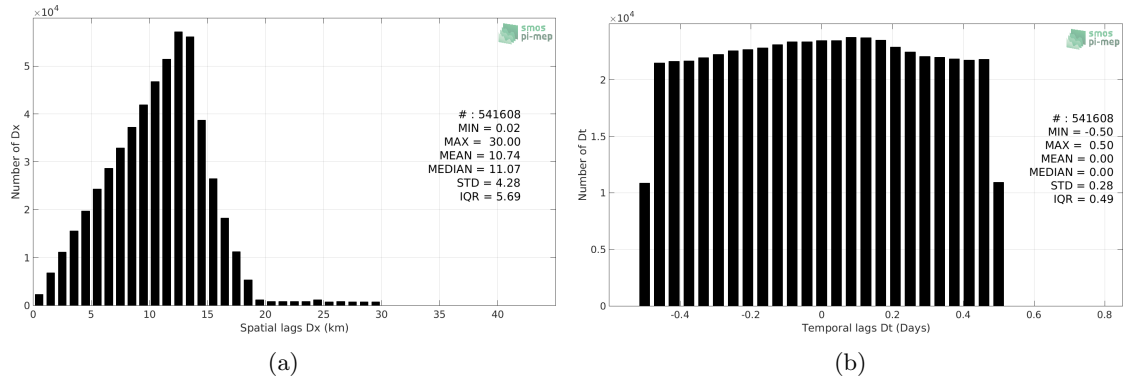 ×10⁴
5
4
3
2
1
0
Number of Dx
0 5 10 15 20 25 30 35 40
Spatial lags Dx (km)
smos
pi-mep
# : 541608
MIN = 0.02
MAX = 30.00
MEAN = 10.74
MEDIAN = 11.07
STD = 4.28
IQR = 5.69
(a)
×10⁴
2
1.5
1
0.5
0
Number of Dt
-0.4 -0.2 0 0.2 0.4 0.6 0.8
Temporal lags Dt (Days)
smos
pi-mep
# : 541608
MIN = -0.50
MAX = 0.50
MEAN = 0.00
MEDIAN = 0.00
STD = 0.28
IQR = 0.49
(b)